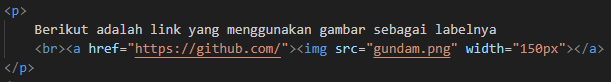 <p>
Berikut adalah link yang menggunakan gambar sebagai labelnya
<br><a href="https://github.com/"><img src="gundam.png" width="150px"></a>
</p>